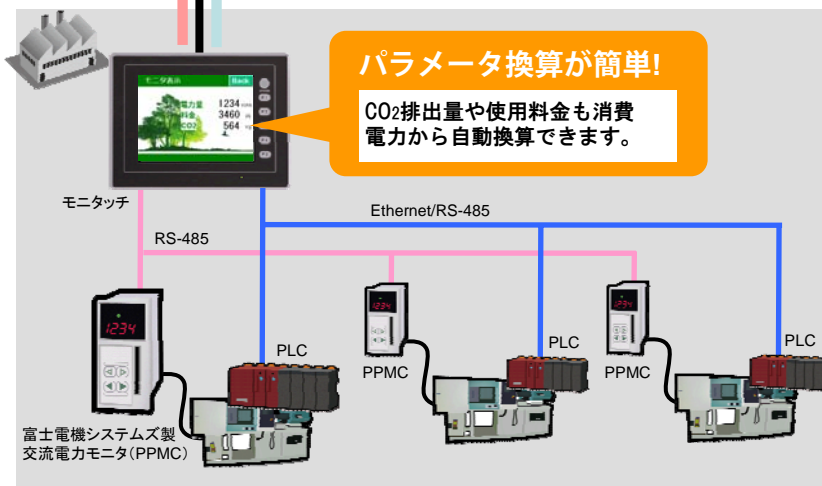 パラメータ換算が簡単!
CO2排出量や使用料金も消費
電力から自動換算できます。
モニタ表示
Back
電力量 1234
料金 3460
CO2 564
モニタッチ
Ethernet/RS-485
RS-485
1234
1234
1234
PLC
PLC
PLC
PPMC
PPMC
富士電機システムズ製
交流電力モニタ(PPMC)